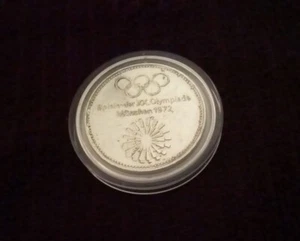 Spiele der XX. Olympiade
München 1972